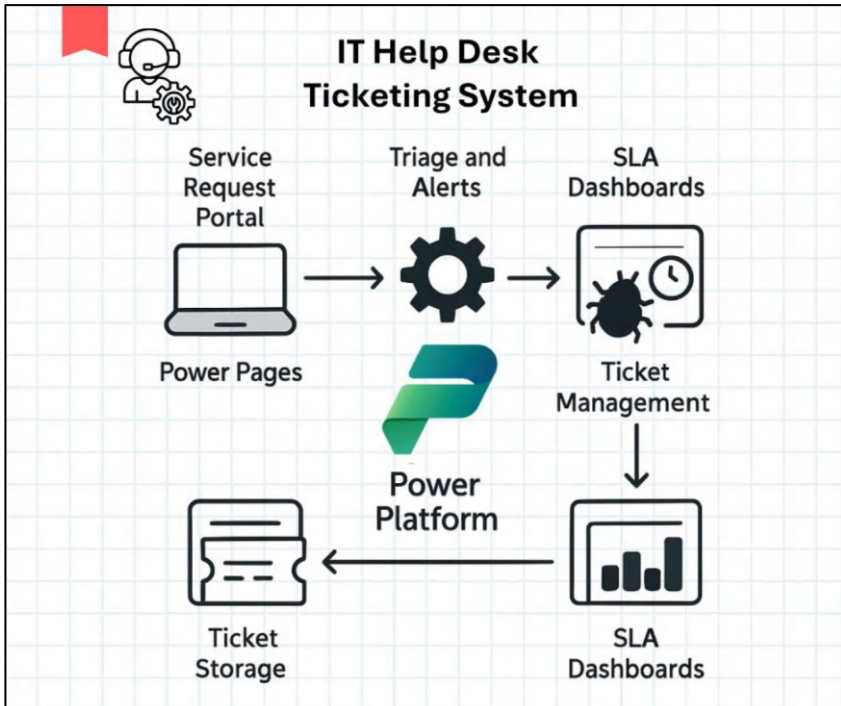 IT Help Desk
Ticketing System
Service
Request
Portal
Triage and
Alerts
SLA
Dashboards
Power Pages
Ticket
Management
Power
Platform
Ticket
Storage
SLA
Dashboards